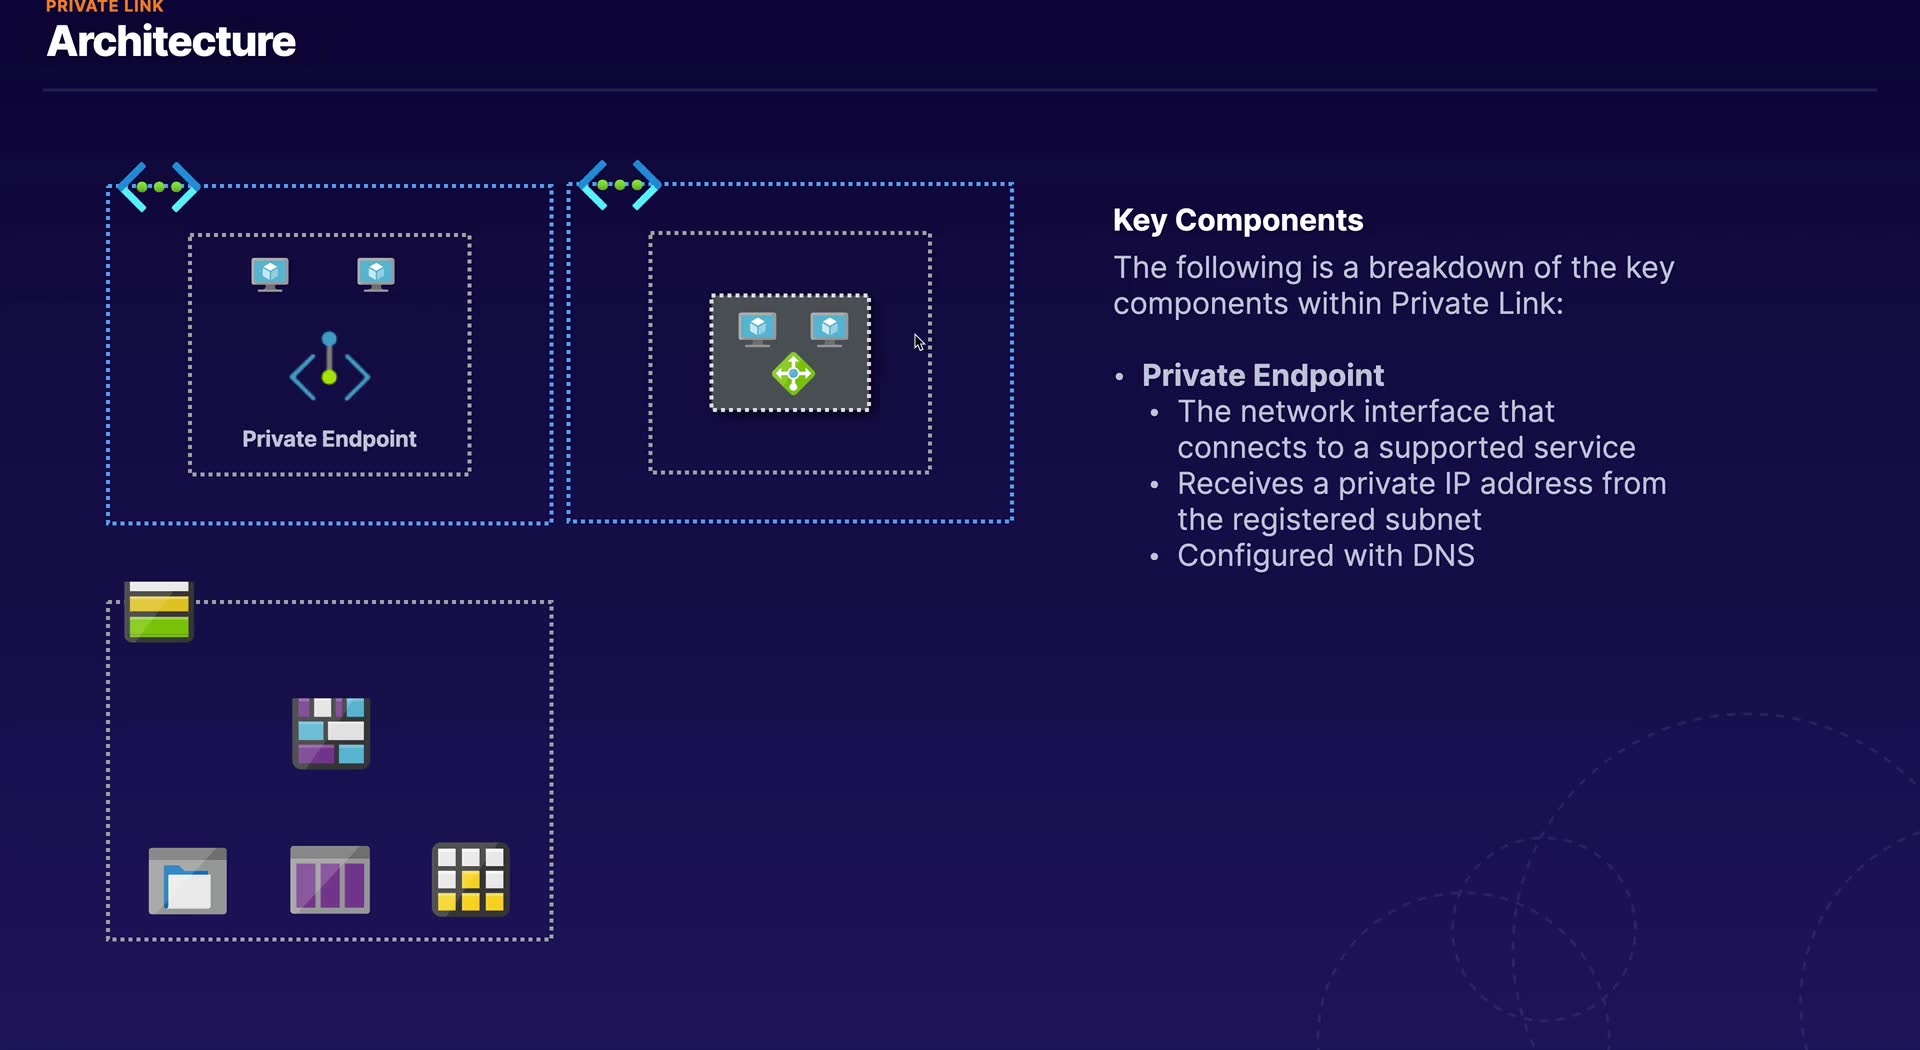 PRIVATE LINK
Architecture
Private Endpoint
Key Components
The following is a breakdown of the key
components within Private Link:
• Private Endpoint
• The network interface that
connects to a supported service
• Receives a private IP address from
the registered subnet
• Configured with DNS